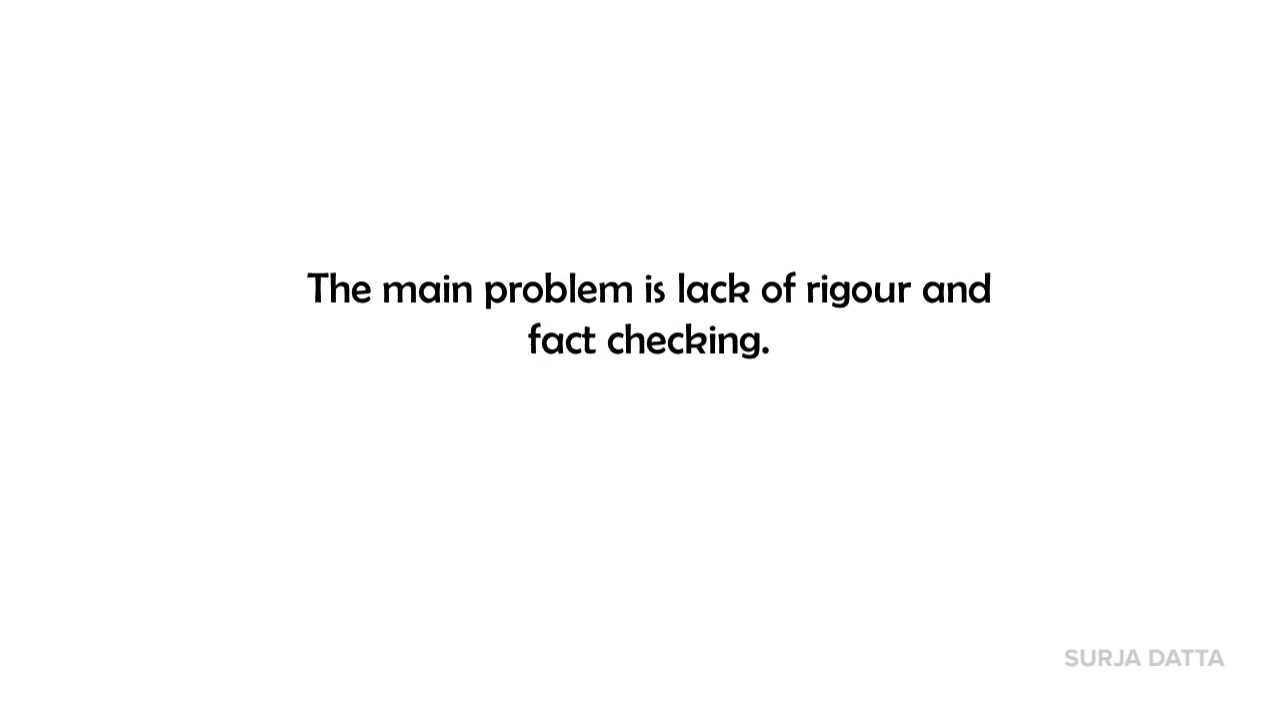 The main problem is lack of rigour and
fact checking.
SURJA DATTA